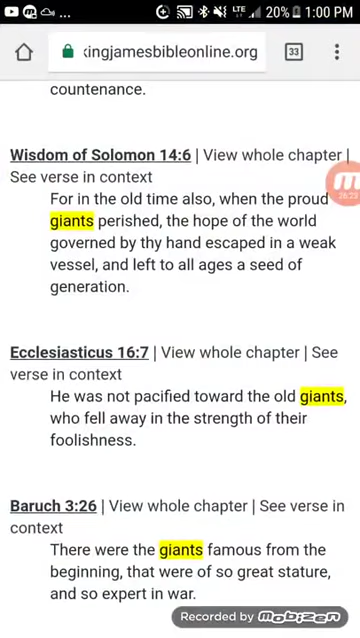 LTE 20% 1:00 PM
kingjamesbibleonline.org 33
countenance.
Wisdom of Solomon 14:6 | View whole chapter |
See verse in context
For in the old time also, when the proud
giants perished, the hope of the world
governed by thy hand escaped in a weak
vessel, and left to all ages a seed of
generation.
Ecclesiasticus 16:7 | View whole chapter | See
verse in context
He was not pacified toward the old giants,
who fell away in the strength of their
foolishness.
Baruch 3:26 | View whole chapter | See verse in
context
There were the giants famous from the
beginning, that were of so great stature,
and so expert in war.
Recorded by mobizen